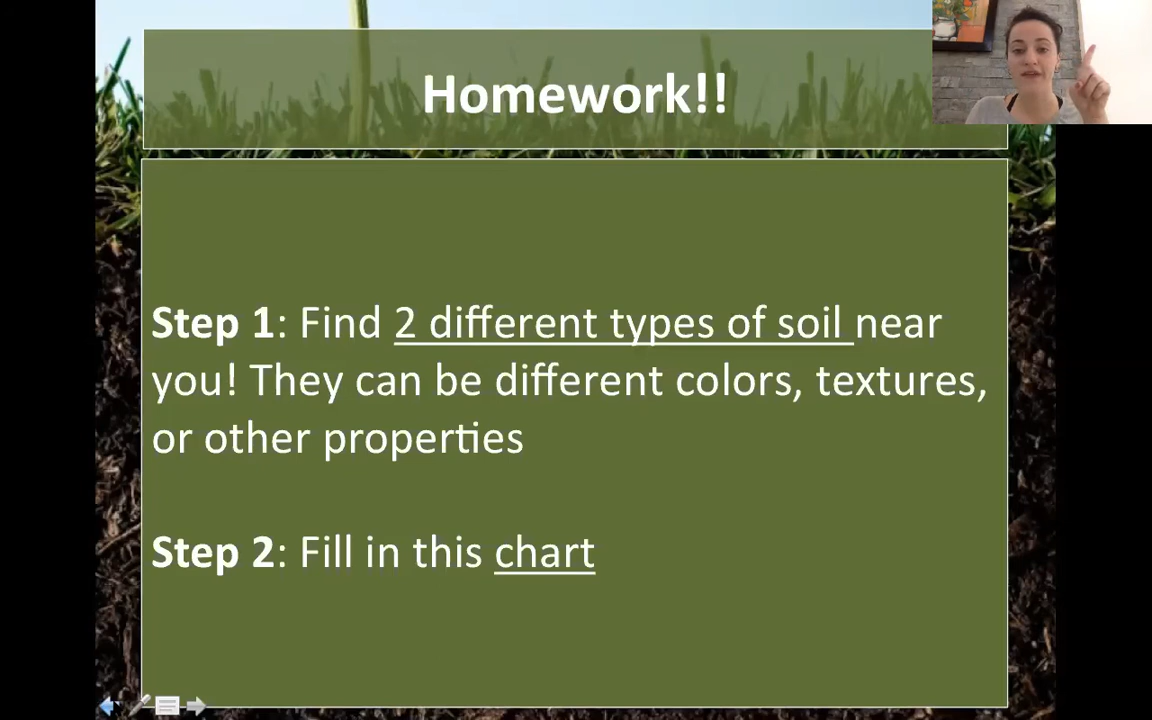 Homework!!
Step 1: Find 2 different types of soil near
you! They can be different colors, textures,
or other properties
Step 2: Fill in this chart